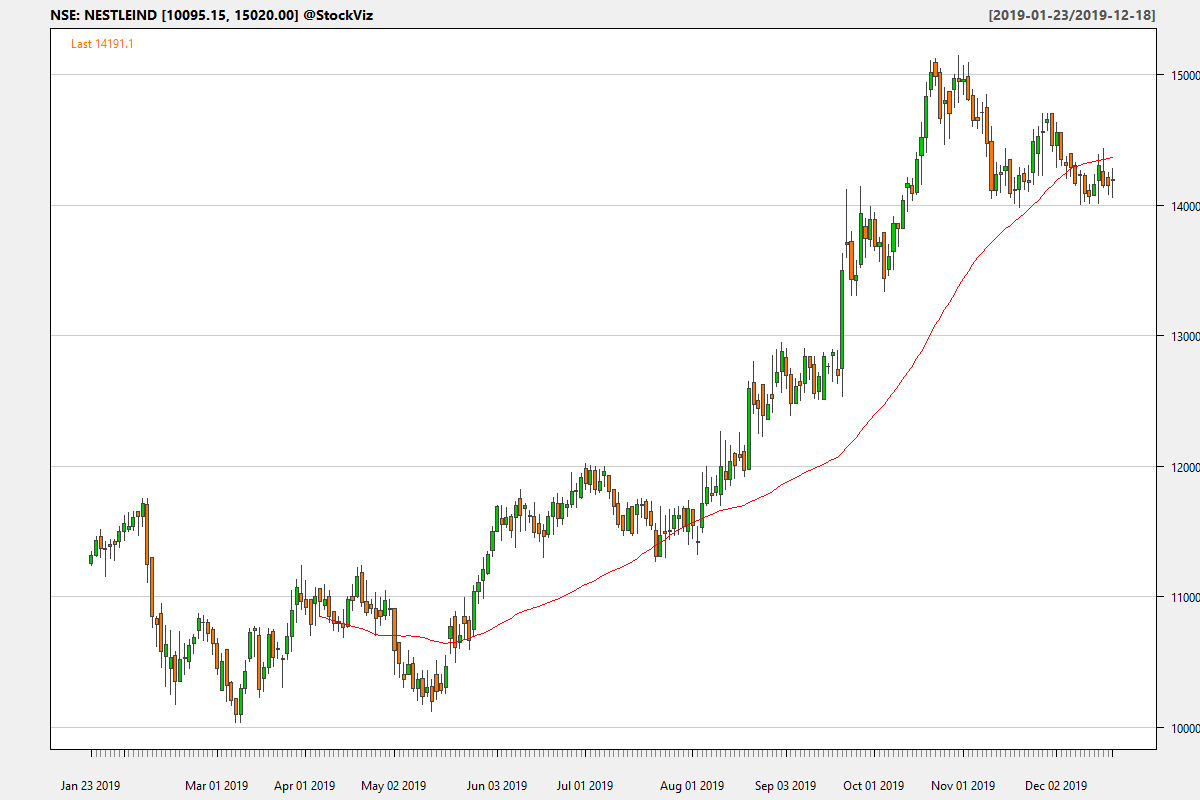 NSE: NESTLEIND [10095.15, 15020.00] @StockViz [2019-01-23/2019-12-18]
Last 14191.1
15000
14000
13000
12000
11000
10000
Jan 23 2019 Mar 01 2019 Apr 01 2019 May 02 2019 Jun 03 2019 Jul 01 2019 Aug 01 2019 Sep 03 2019 Oct 01 2019 Nov 01 2019 Dec 02 2019